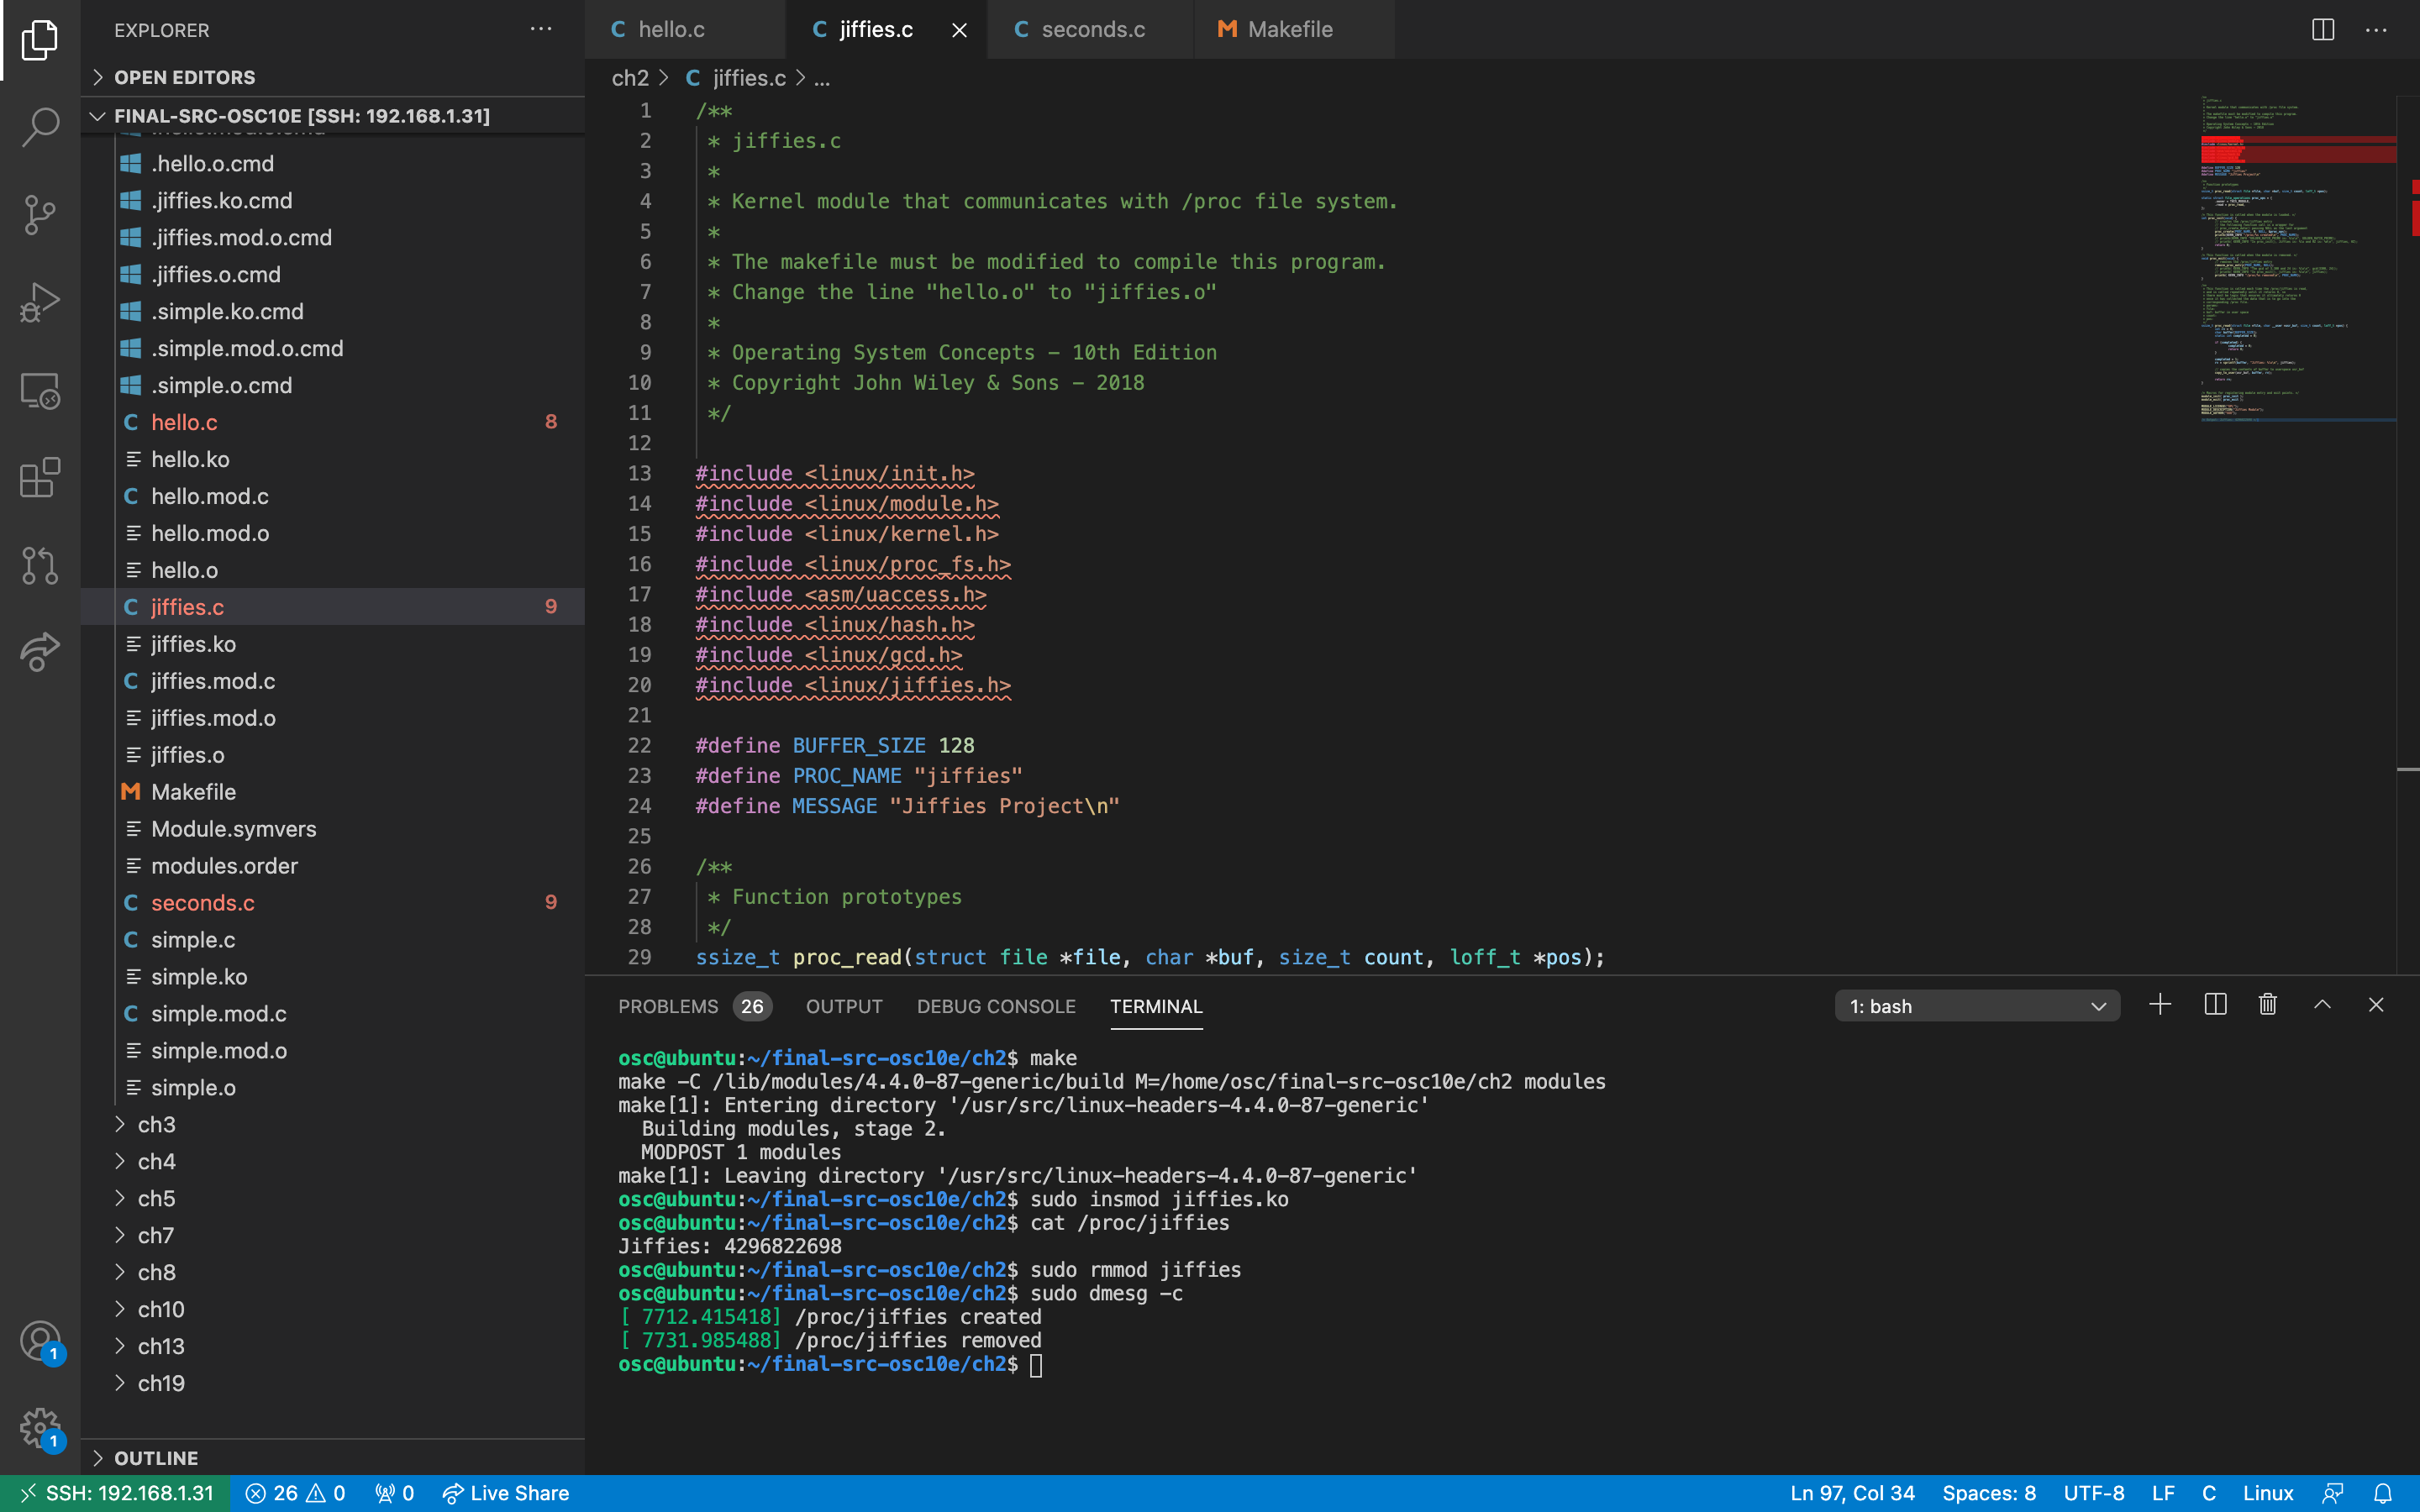 EXPLORER
OPEN EDITORS
FINAL-SRC-OSC10E [SSH: 192.168.1.31]
.hello.o.cmd
.jiffies.ko.cmd
.jiffies.mod.o.cmd
.jiffies.o.cmd
.simple.ko.cmd
.simple.mod.o.cmd
.simple.o.cmd
hello.c 8
hello.ko
hello.mod.c
hello.mod.o
hello.o
jiffies.c 9
jiffies.ko
jiffies.mod.c
jiffies.mod.o
jiffies.o
Makefile
Module.symvers
modules.order
seconds.c 9
simple.c
simple.ko
simple.mod.c
simple.mod.o
simple.o
ch3
ch4
ch5
ch7
ch8
ch10
ch13
ch19
OUTLINE
1
1
hello.c
jiffies.c
seconds.c
Makefile
ch2 > C jiffies.c > ...
1 /**
2  * jiffies.c
3  *
4  * Kernel module that communicates with /proc file system.
5  *
6  * The makefile must be modified to compile this program.
7  * Change the line "hello.o" to "jiffies.o"
8  *
9  * Operating System Concepts - 10th Edition
10  * Copyright John Wiley & Sons - 2018
11  */
12
13 #include <linux/init.h>
14 #include <linux/module.h>
15 #include <linux/kernel.h>
16 #include <linux/proc_fs.h>
17 #include <asm/uaccess.h>
18 #include <linux/hash.h>
19 #include <linux/gcd.h>
20 #include <linux/jiffies.h>
21
22 #define BUFFER_SIZE 128
23 #define PROC_NAME "jiffies"
24 #define MESSAGE "Jiffies Project\n"
25
26 /**
27  * Function prototypes
28  */
29 ssize_t proc_read(struct file *file, char *buf, size_t count, loff_t *pos);
PROBLEMS 26 OUTPUT DEBUG CONSOLE TERMINAL
1: bash
osc@ubuntu:~/final-src-osc10e/ch2$ make
make -C /lib/modules/4.4.0-87-generic/build M=/home/osc/final-src-osc10e/ch2 modules
make[1]: Entering directory '/usr/src/linux-headers-4.4.0-87-generic'
  Building modules, stage 2.
  MODPOST 1 modules
make[1]: Leaving directory '/usr/src/linux-headers-4.4.0-87-generic'
osc@ubuntu:~/final-src-osc10e/ch2$ sudo insmod jiffies.ko
osc@ubuntu:~/final-src-osc10e/ch2$ cat /proc/jiffies
Jiffies: 4296822698
osc@ubuntu:~/final-src-osc10e/ch2$ sudo rmmod jiffies
osc@ubuntu:~/final-src-osc10e/ch2$ sudo dmesg -c
[ 7712.415418] /proc/jiffies created
[ 7731.985488] /proc/jiffies removed
osc@ubuntu:~/final-src-osc10e/ch2$
SSH: 192.168.1.31 26 0 0 Live Share Ln 97, Col 34 Spaces: 8 UTF-8 LF C Linux